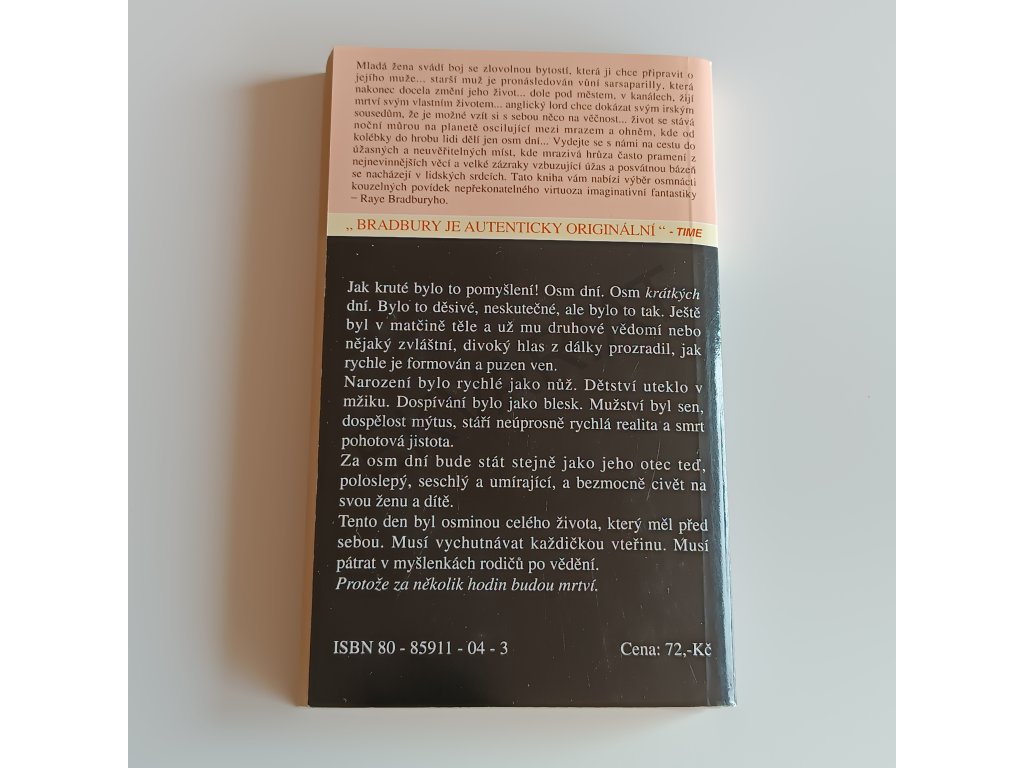 Mladá žena svádí boj se zlovolnou bytostí, která ji chce připravit o
jejího muže... starší muž je pronásledován vůní sarsaparilly, která
nakonec docela změní jeho život... dole pod městem, v kanálech, žijí
mrtví svým vlastním životem... anglický lord chce dokázat svým irským
sousedům, že je možné vzít si s sebou něco na věčnost... život se stává
noční můrou na planetě oscilující mezi mrazem a ohněm, kde od
kolébky do hrobu lidi dělí jen osm dní... Vydejte se s námi na cestu do
úžasných a neuvěřitelných míst, kde mrazivá hrůza často pramení z
nejnevinnějších věcí a velké zázraky vzbuzující úžas a posvátnou bázeň
se nacházejí v lidských srdcích. Tato kniha vám nabízí výběr osmnácti
kouzelných povídek nepřekonatelného virtuoza imaginativní fantastiky
– Raye Bradburyho.
„ BRADBURY JE AUTENTICKY ORIGINÁLNÍ “ - TIME
Jak kruté bylo to pomyšlení! Osm dní. Osm krátkých
dní. Bylo to děsivé, neskutečné, ale bylo to tak. Ještě
byl v matčině těle a už mu druhové vědomí nebo
nějaký zvláštní, divoký hlas z dálky prozradil, jak
rychle je formován a puzen ven.
Narození bylo rychlé jako nůž. Dětství uteklo v
mžiku. Dospívání bylo jako blesk. Mužství byl sen,
dospělost mýtus, stáří neúprosně rychlá realita a smrt
pohotová jistota.
Za osm dní bude stát stejně jako jeho otec teď,
poloslepý, seschlý a umírající, a bezmocně civět na
svou ženu a dítě.
Tento den byl osminou celého života, který měl před
sebou. Musí vychutnávat každičkou vteřinu. Musí
pátrat v myšlenkách rodičů po vědění.
Protože za několik hodin budou mrtví.
ISBN 80 - 85911 - 04 - 3
Cena: 72,-Kč